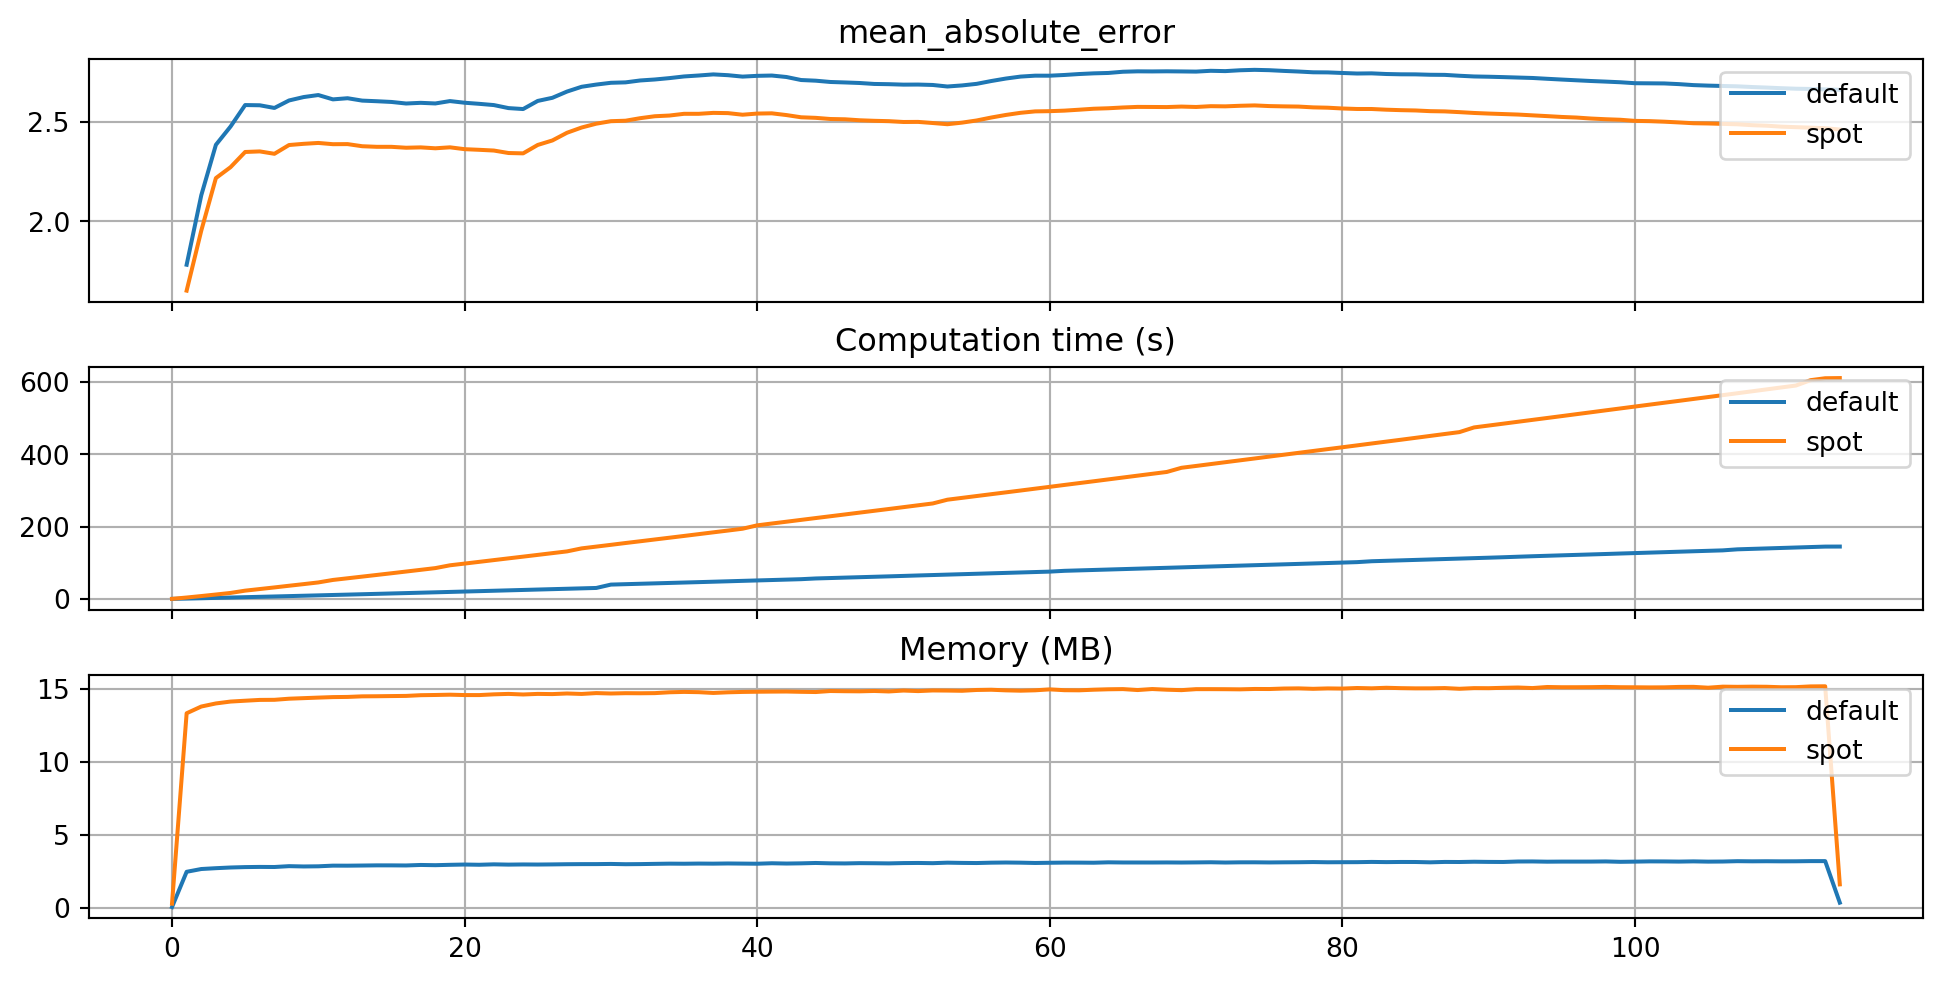 mean_absolute_error
2.5
2.0
default
spot
Computation time (s)
600
400
200
0
default
spot
Memory (MB)
15
10
5
0
default
spot
0 20 40 60 80 100